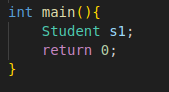 int main(){
    Student s1;
    return 0;
}